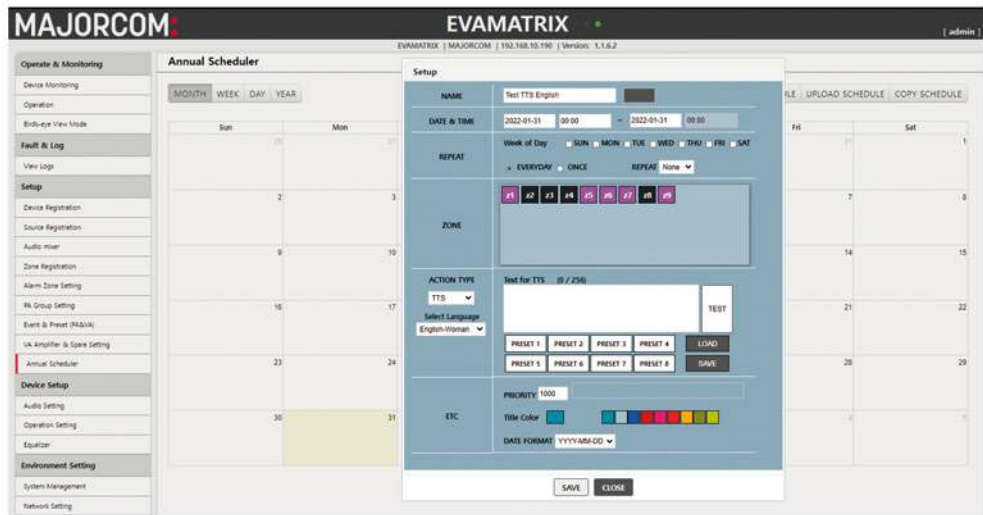 MAJORCOM:
EVAMATRIX
[ admin ]
EVAMATRIX | MAJORCOM | 192.168.10.190 | Version: 1.1.6.2
Operate & Monitoring
Device Monitoring
Operation
Birds-eye View Mode
Fault & Log
View Logs
Setup
Device Registration
Source Registration
Audio mixer
Zone Registration
Alarm Zone Setting
PA Group Setting
Event & Preset (PA&VA)
VA Amplifier & Spare Setting
Annual Scheduler
Device Setup
Audio Setting
Operation Setting
Equalizer
Environment Setting
System Management
Network Setting
Annual Scheduler
MONTH WEEK DAY YEAR
UPLOAD SCHEDULE COPY SCHEDULE
Sun Mon Fri Sat
1
2 3 7 8
9 10 14 15
16 17 21 22
23 24 28 29
30 31
Setup
NAME Test TTS English
DATE & TIME 2022-01-31 00:00 ~ 2022-01-31 00:00
REPEAT
Week of Day SUN MON TUE WED THU FRI SAT
EVERYDAY ONCE REPEAT None
ZONE
z1 z2 z3 z4 z5 z6 z7 z8 z9
ACTION TYPE
TTS
Select Language
English-Woman
Text for TTS (0 / 256)
TEST
PRESET 1 PRESET 2 PRESET 3 PRESET 4 LOAD
PRESET 5 PRESET 6 PRESET 7 PRESET 8 SAVE
ETC
PRIORITY 1000
Title Color
DATE FORMAT YYYY-MM-DD
SAVE CLOSE